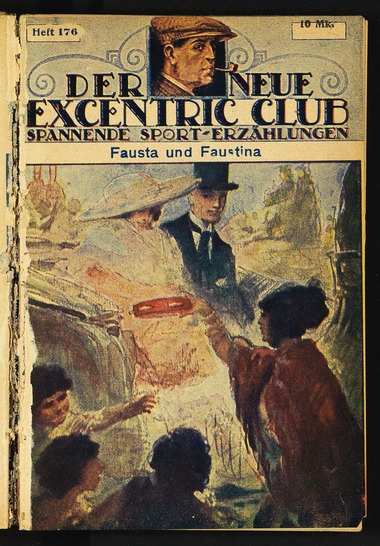 Heft 176
10 Mk.
DER NEUE
EXCENTRIC CLUB
SPANNENDE SPORT-ERZÄHLUNGEN
Fausta und Faustina